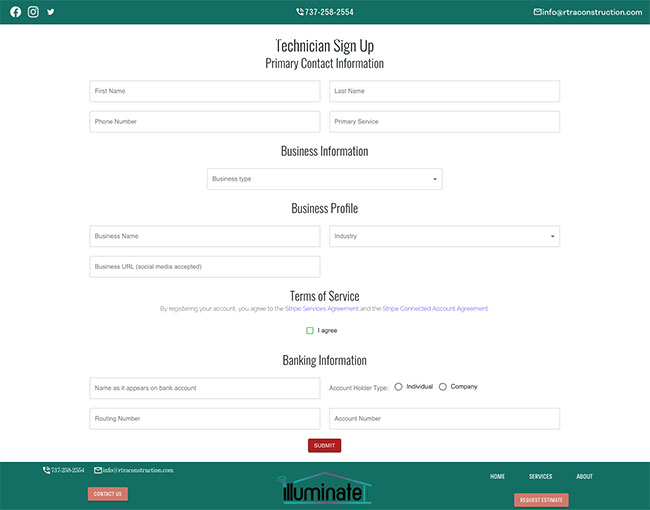 737-258-2554 info@rtraconstruction.com
Technician Sign Up
Primary Contact Information
First Name Last Name
Phone Number Primary Service
Business Information
Business type
Business Profile
Business Name Industry
Business URL (social media accepted)
Terms of Service
By registering your account, you agree to the Stripe Services Agreement and the Stripe Connected Account Agreement
I agree
Banking Information
Name as it appears on bank account Account Holder Type: Individual Company
Routing Number Account Number
SUBMIT
737-258-2554 info@rtraconstruction.com
HOME SERVICES ABOUT
illuminate
CONTACT US
REQUEST ESTIMATE